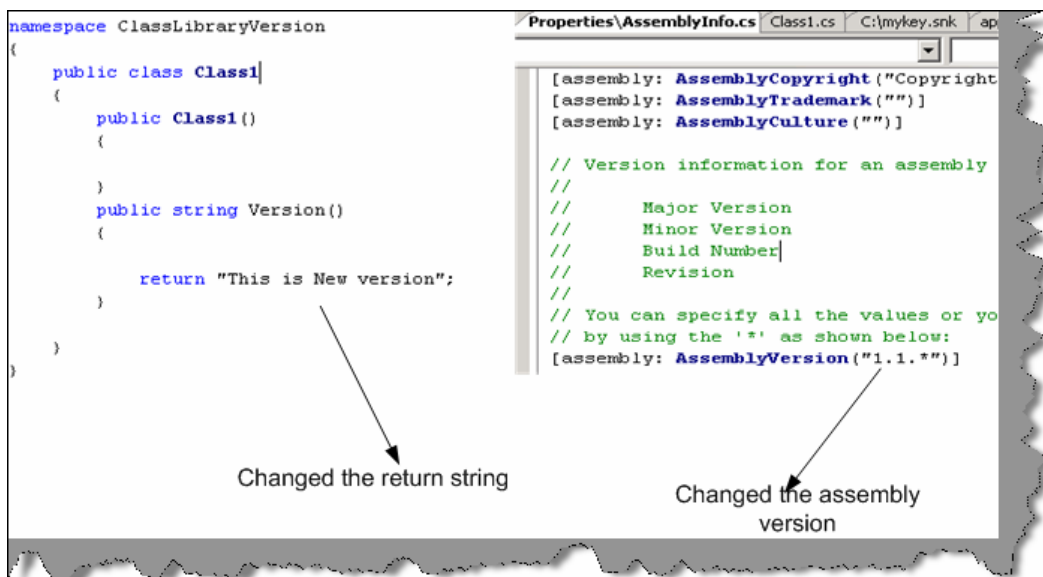 namespace ClassLibraryVersion
{
public class Class1
{
public Class1()
{
}
public string Version()
{
return "This is New version";
}
}
}
Changed the return string
Properties\AssemblyInfo.cs Class1.cs C:\mykey.snk ap
[assembly: AssemblyCopyright("Copyright
[assembly: AssemblyTrademark("")]
[assembly: AssemblyCulture("")]
// Version information for an assembly
//
// Major Version
// Minor Version
// Build Number
// Revision
//
// You can specify all the values or yo
// by using the '*' as shown below:
[assembly: AssemblyVersion("1.1.*")]
Changed the assembly
version